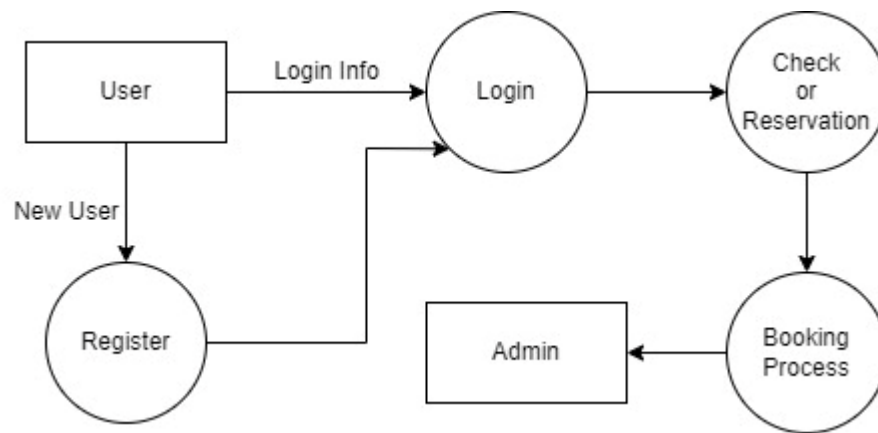 User
Login Info
Login
Check
or
Reservation
New User
Register
Admin
Booking
Process